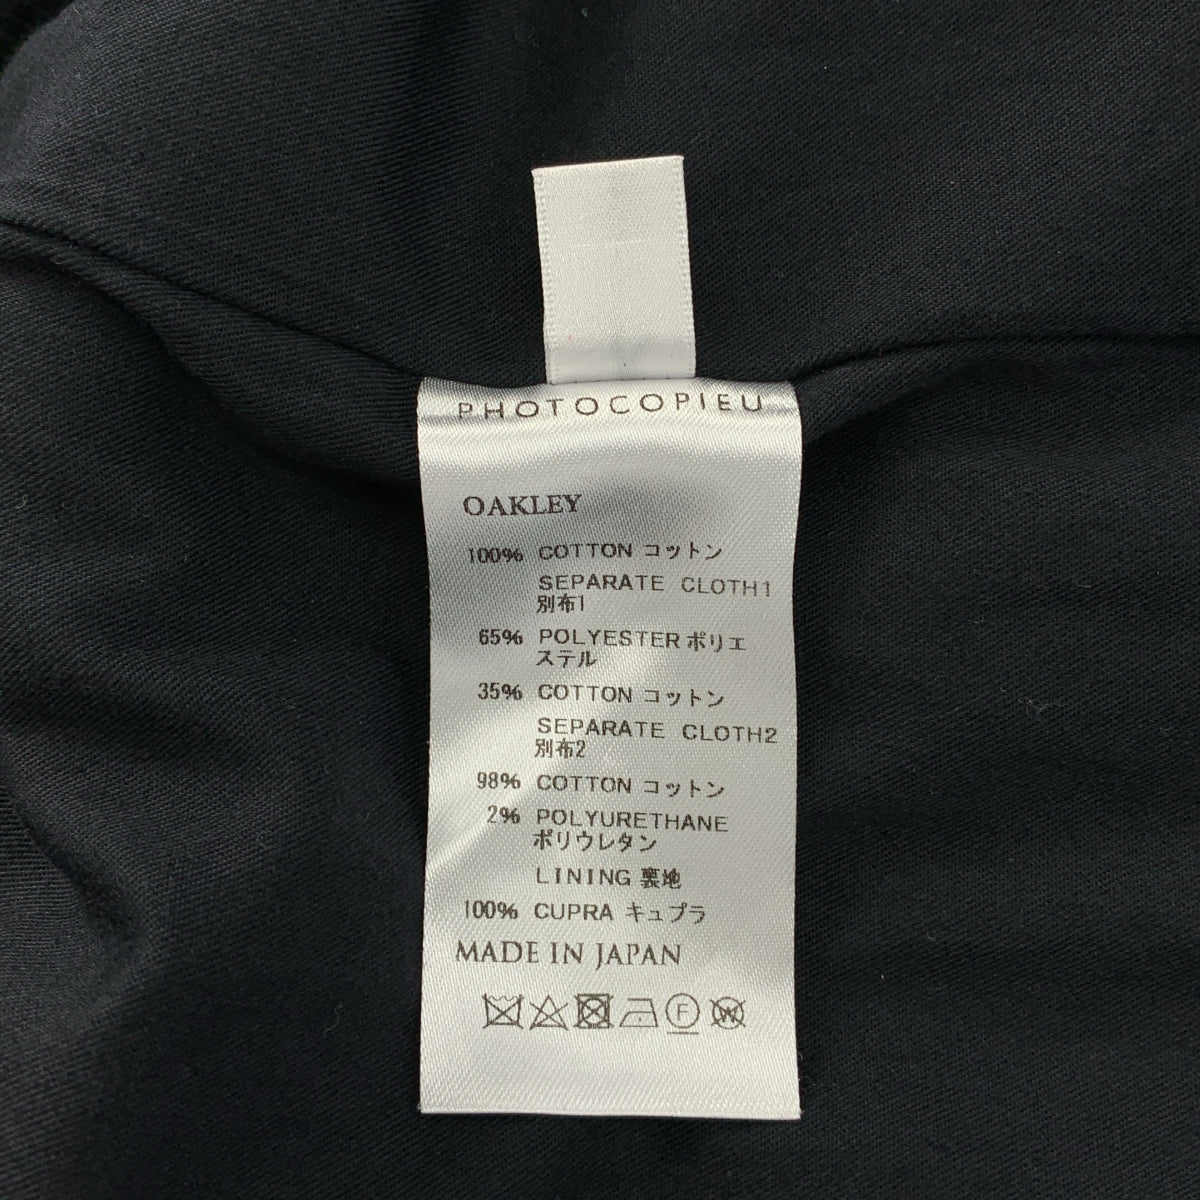 PHOTOCOPIEU
OAKLEY
100% COTTON コットン
SEPARATE CLOTH1
別布1
65% POLYESTER ポリエ
ステル
35% COTTON コットン
SEPARATE CLOTH2
別布2
98% COTTON コットン
2% POLYURETHANE
ポリウレタン
LINING 裏地
100% CUPRA キュプラ
MADE IN JAPAN
F W